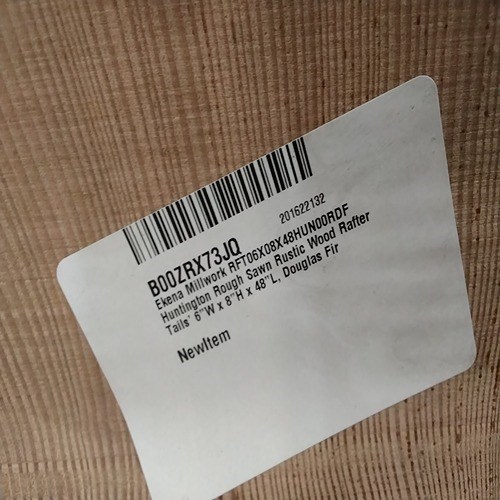 B00ZRX73JQ
201622132
Ekena Millwork RFT06X08X48HUN00RDF
Huntington Rough Sawn Rustic Wood Rafter
Tails' 6"W x 8"H x 48"L, Douglas Fir
NewItem